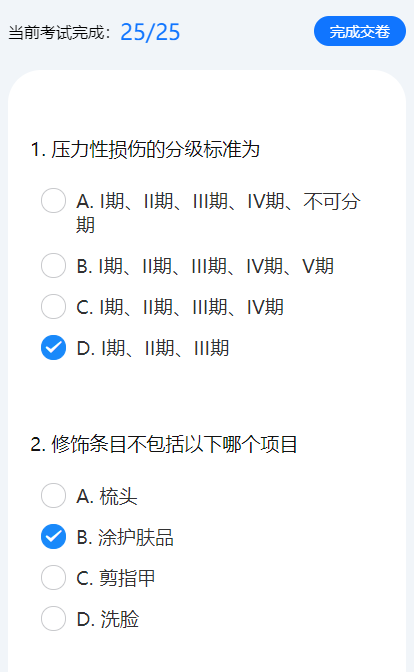 当前考试完成：25/25
完成交卷
1. 压力性损伤的分级标准为
A. I期、II期、III期、IV期、不可分
期
B. I期、II期、III期、IV期、V期
C. I期、II期、III期、IV期
D. I期、II期、III期
2. 修饰条目不包括以下哪个项目
A. 梳头
B. 涂护肤品
C. 剪指甲
D. 洗脸